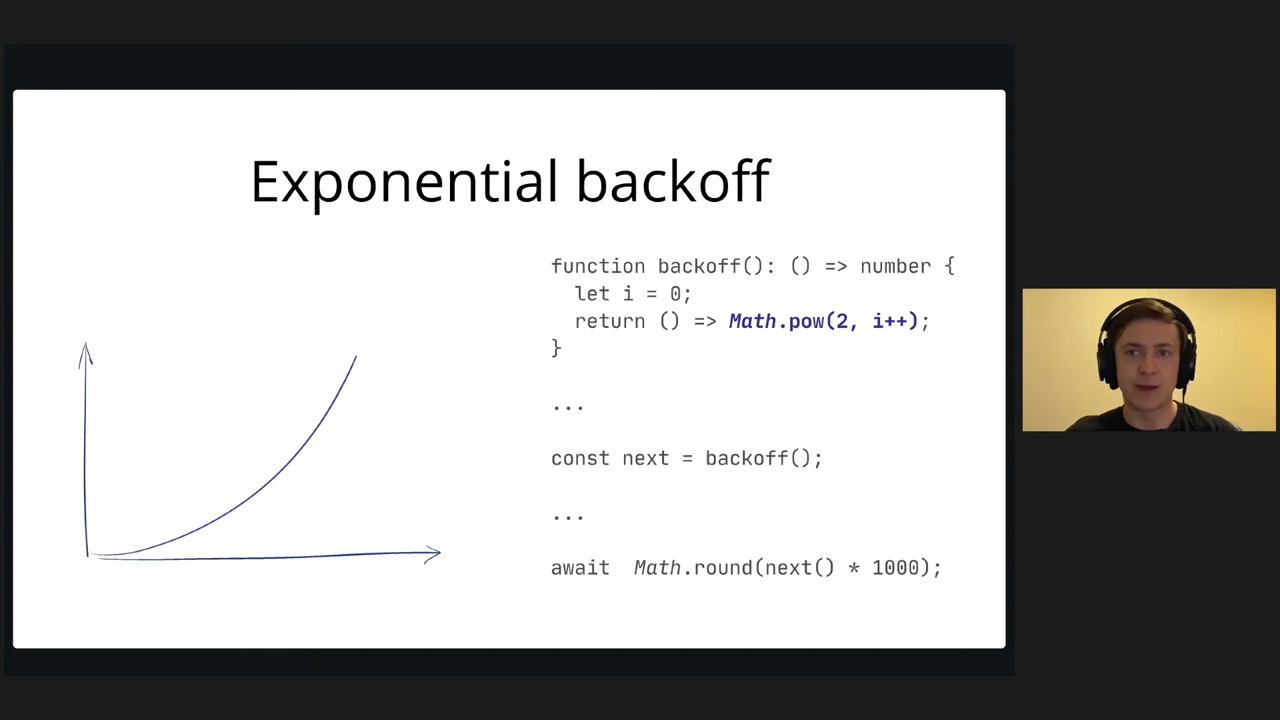 Exponential backoff
function backoff(): () => number {
  let i = 0;
  return () => Math.pow(2, i++);
}
...
const next = backoff();
...
await  Math.round(next() * 1000);